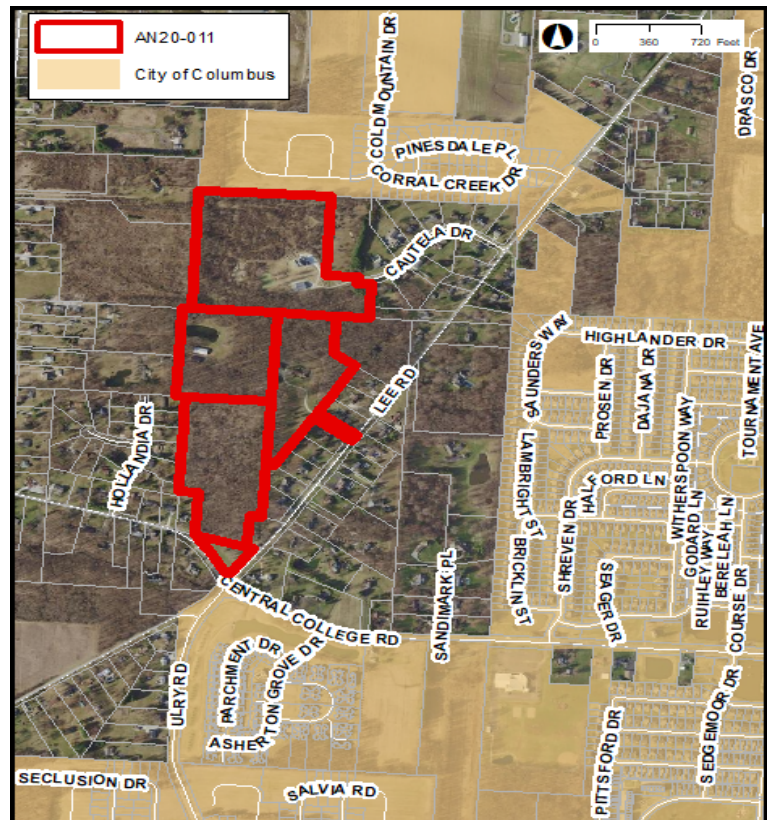 AN20-011
City of Columbus
0 360 720 Feet
COLD MOUNTAIN DR
PINESDALE PL
CORRAL CREEK DR
DRASCO DR
CAUTELA DR
LEE RD
SAUNDERS WAY
HIGHLANDER DR
PROSEN DR
DAJANA DR
TOURNAMENT AVE
HOLLANDIA DR
LAMBRIGHT ST
HALFORD LN
WITHERSPOON WAY
GODARD LN
SHREVEN DR
BRICKLIN ST
SEAGER DR
RUIHLEY WAY
BERELEAH LN
COURSE DR
CENTRAL COLLEGE RD
SANDIMARK PL
ULRY RD
PARCHMENT DR
ASHERTON GROVE DR
PITTSFORD DR
SEDGEMOOR DR
SECLUSION DR
SALVIA RD